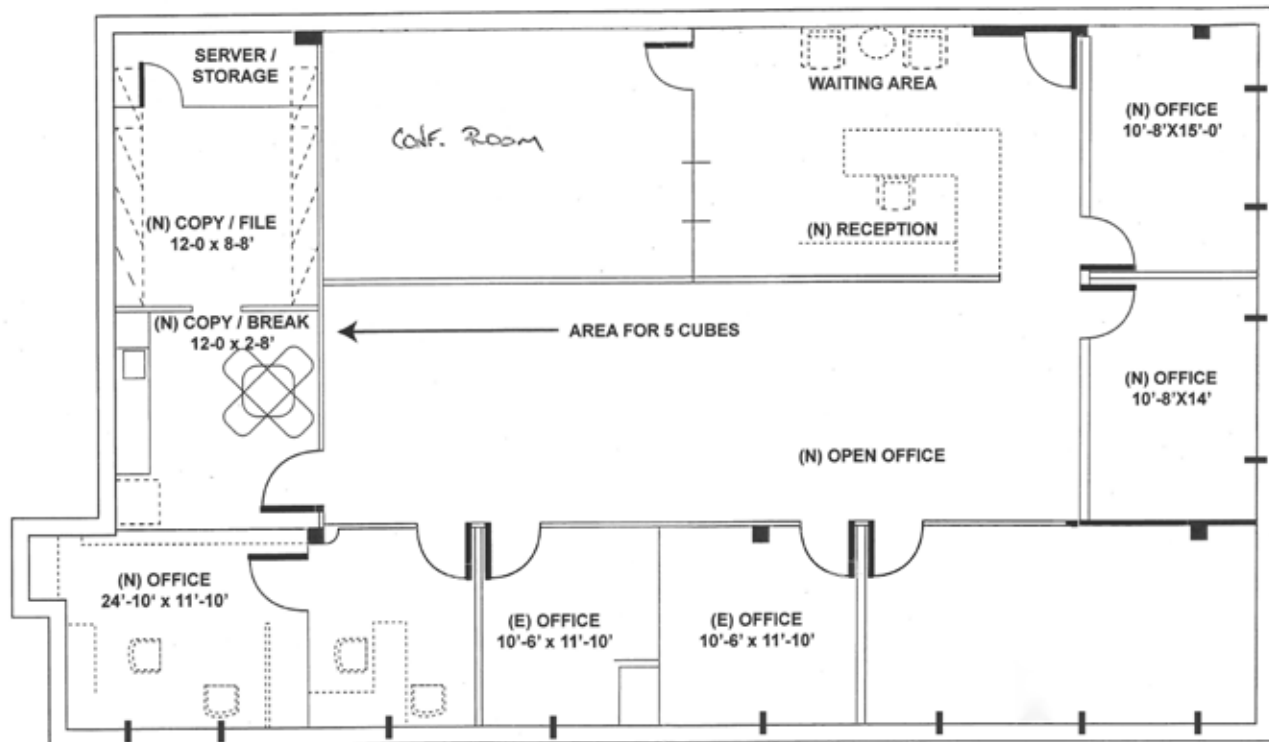 SERVER /
STORAGE
WAITING AREA
(N) OFFICE
10'-8'X15'-0'
CONF. ROOM
(N) COPY / FILE
12-0 x 8-8'
(N) RECEPTION
(N) COPY / BREAK
12-0 x 2-8'
AREA FOR 5 CUBES
(N) OFFICE
10'-8'X14'
(N) OPEN OFFICE
(N) OFFICE
24'-10' x 11'-10'
(E) OFFICE
10'-6' x 11'-10'
(E) OFFICE
10'-6' x 11'-10'